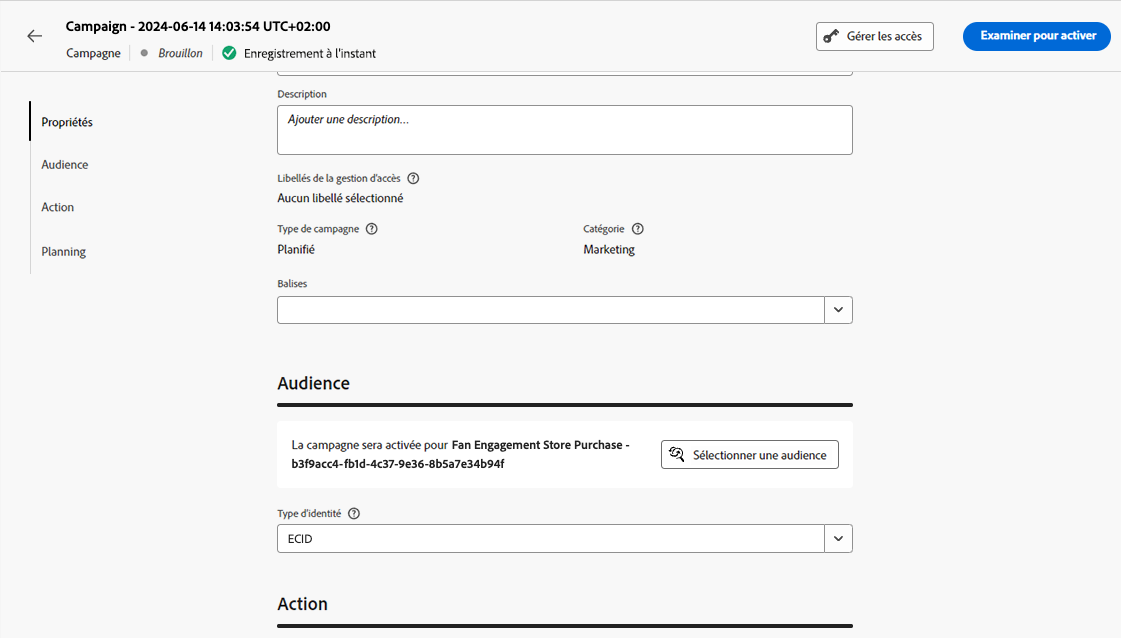 Campaign - 2024-06-14 14:03:54 UTC+02:00
Campagne
Brouillon
Enregistrement à l'instant
Gérer les accès
Examiner pour activer
Propriétés
Audience
Action
Planning
Description
Ajouter une description...
Libellés de la gestion d'accès
Aucun libellé sélectionné
Type de campagne
Catégorie
Planifié
Marketing
Balises
Audience
La campagne sera activée pour Fan Engagement Store Purchase -
b3f9acc4-fb1d-4c37-9e36-8b5a7e34b94f
Sélectionner une audience
Type d'identité
ECID
Action